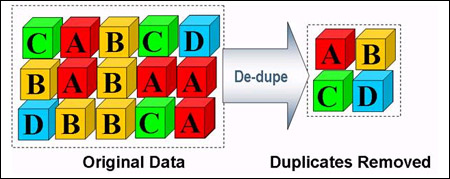 C A B C D
B A B A A
D B B C A
De-dupe
A B
C D
Original Data
Duplicates Removed